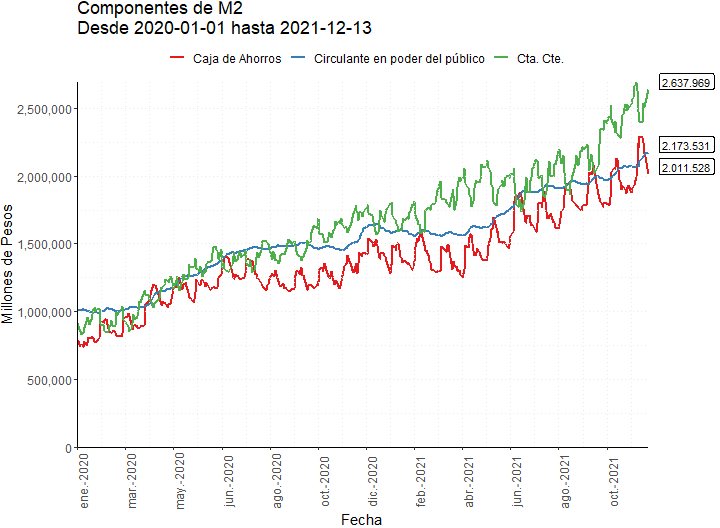 Componentes de M2
Desde 2020-01-01 hasta 2021-12-13
Caja de Ahorros Circulante en poder del público Cta. Cte.
2.637.969
2.173.531
2.011.528
Millones de Pesos
2,500,000
2,000,000
1,500,000
1,000,000
500,000
0
ene.-2020 mar.-2020 may.-2020 jun.-2020 ago.-2020 oct.-2020 dic.-2020 feb.-2021 abr.-2021 jun.-2021 ago.-2021 oct.-2021
Fecha